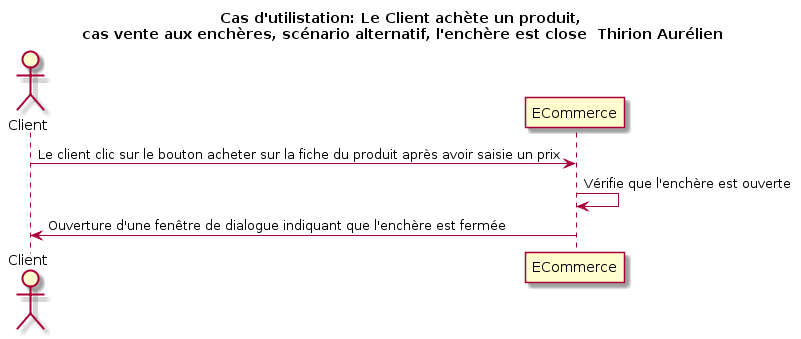 Cas d'utilistation: Le Client achète un produit,
cas vente aux enchères, scénario alternatif, l'enchère est close  Thirion Aurélien
Client
ECommerce
Le client clic sur le bouton acheter sur la fiche du produit après avoir saisie un prix
Vérifie que l'enchère est ouverte
Ouverture d'une fenêtre de dialogue indiquant que l'enchère est fermée
Client
ECommerce